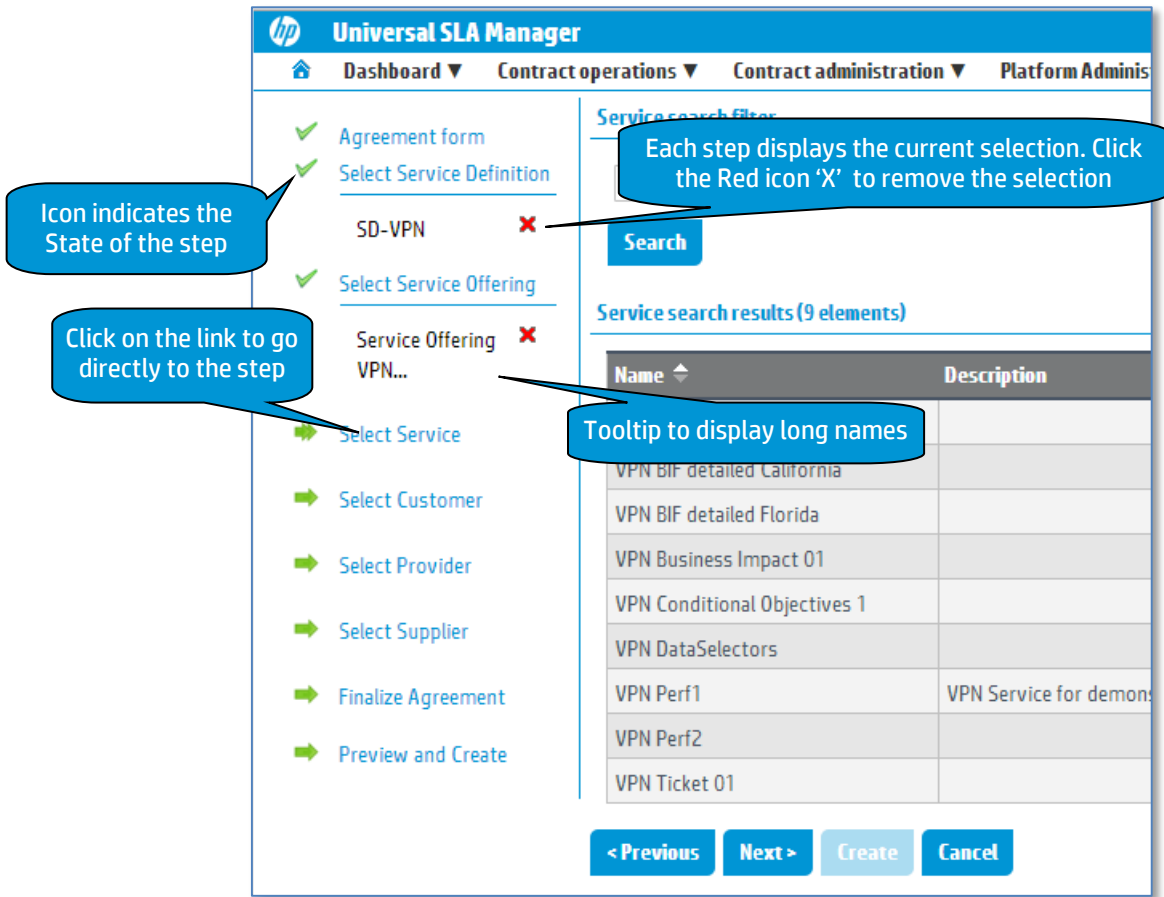 hp Universal SLA Manager
Dashboard ▼ Contract operations ▼ Contract administration ▼ Platform Adminis
Agreement form
Select Service Definition
SD-VPN
Select Service Offering
Service Offering
VPN...
Select Service
Select Customer
Select Provider
Select Supplier
Finalize Agreement
Preview and Create
Icon indicates the
State of the step
Click on the link to go
directly to the step
Service search filter
Each step displays the current selection. Click
the Red icon ‘X’ to remove the selection
Search
Service search results (9 elements)
Name Description
Tooltip to display long names
VPN BIF detailed California
VPN BIF detailed Florida
VPN Business Impact 01
VPN Conditional Objectives 1
VPN DataSelectors
VPN Perf1 VPN Service for demons
VPN Perf2
VPN Ticket 01
< Previous Next > Create Cancel